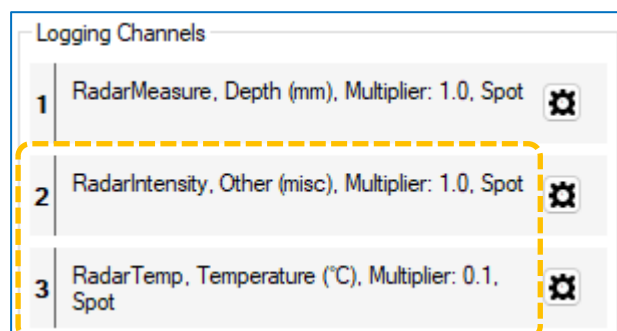 Logging Channels
1 RadarMeasure, Depth (mm), Multiplier: 1.0, Spot
2 RadarIntensity, Other (misc), Multiplier: 1.0, Spot
3 RadarTemp, Temperature (°C), Multiplier: 0.1,
Spot